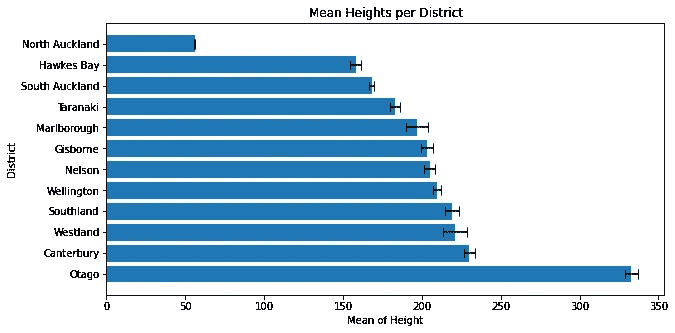 Mean Heights per District
North Auckland
Hawkes Bay
South Auckland
Taranaki
Marlborough
Gisborne
Nelson
Wellington
Southland
Westland
Canterbury
Otago
District
0 50 100 150 200 250 300 350
Mean of Height